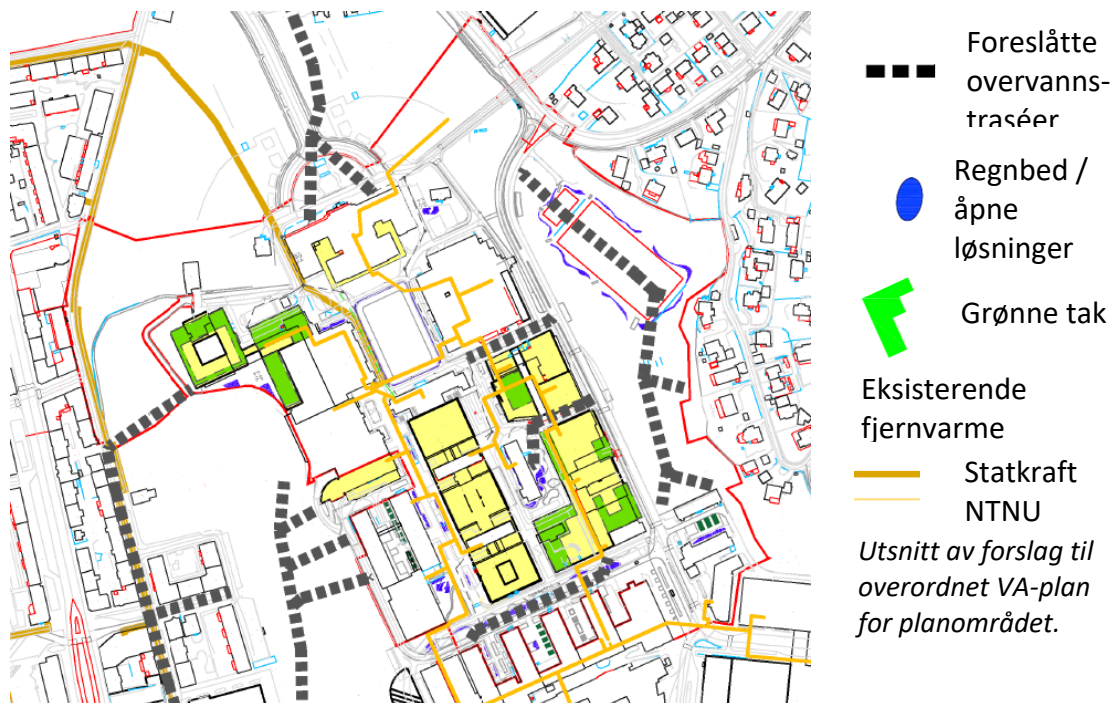 Foreslåtte
overvanns-
traséer
Regnbed /
åpne
løsninger
Grønne tak
Eksisterende
fjernvarme
Statkraft
NTNU
Utsnitt av forslag til
overordnet VA-plan
for planområdet.